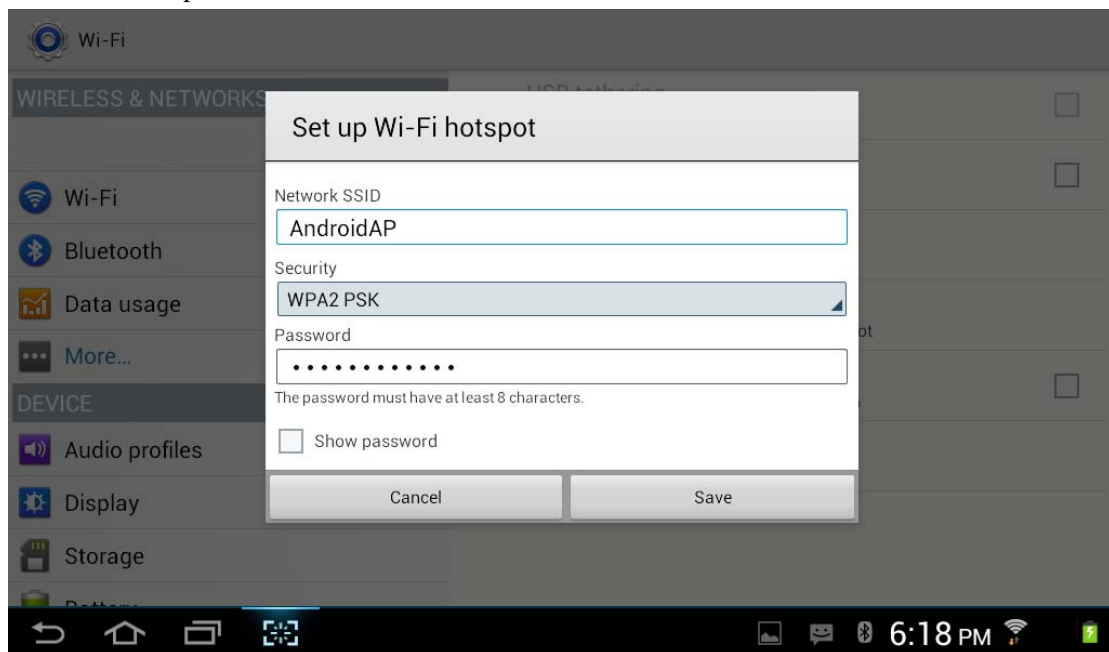 Wi-Fi
WIRELESS & NETWORKS
Set up Wi-Fi hotspot
Wi-Fi
Network SSID
AndroidAP
Bluetooth
Security
Data usage
WPA2 PSK
Password
More...
••••••••••••
The password must have at least 8 characters.
DEVICE
Show password
Audio profiles
Cancel
Save
Display
Storage
6:18 PM